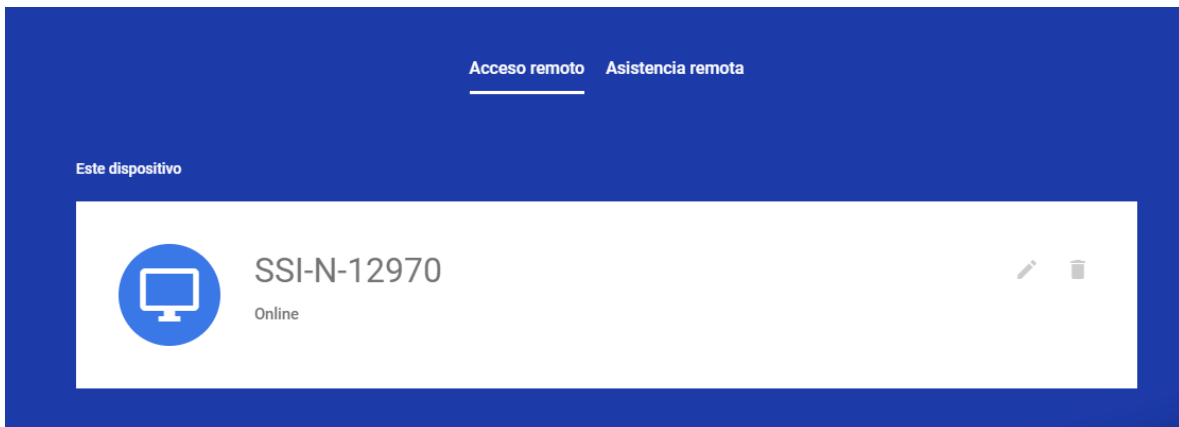 Acceso remoto Asistencia remota
Este dispositivo
SSI-N-12970
Online